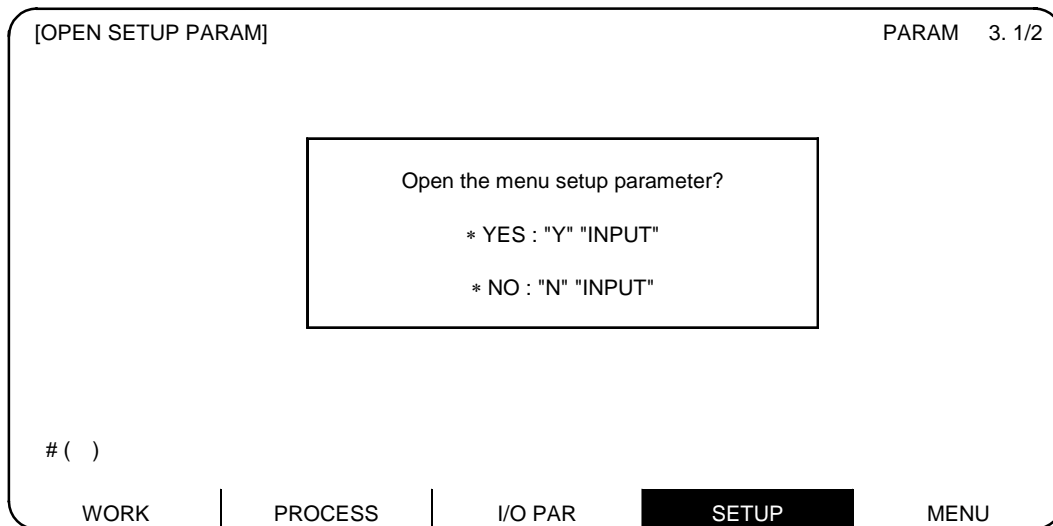 [OPEN SETUP PARAM] PARAM 3. 1/2
Open the menu setup parameter?
* YES : "Y" "INPUT"
* NO : "N" "INPUT"
# ( )
WORK PROCESS I/O PAR SETUP MENU